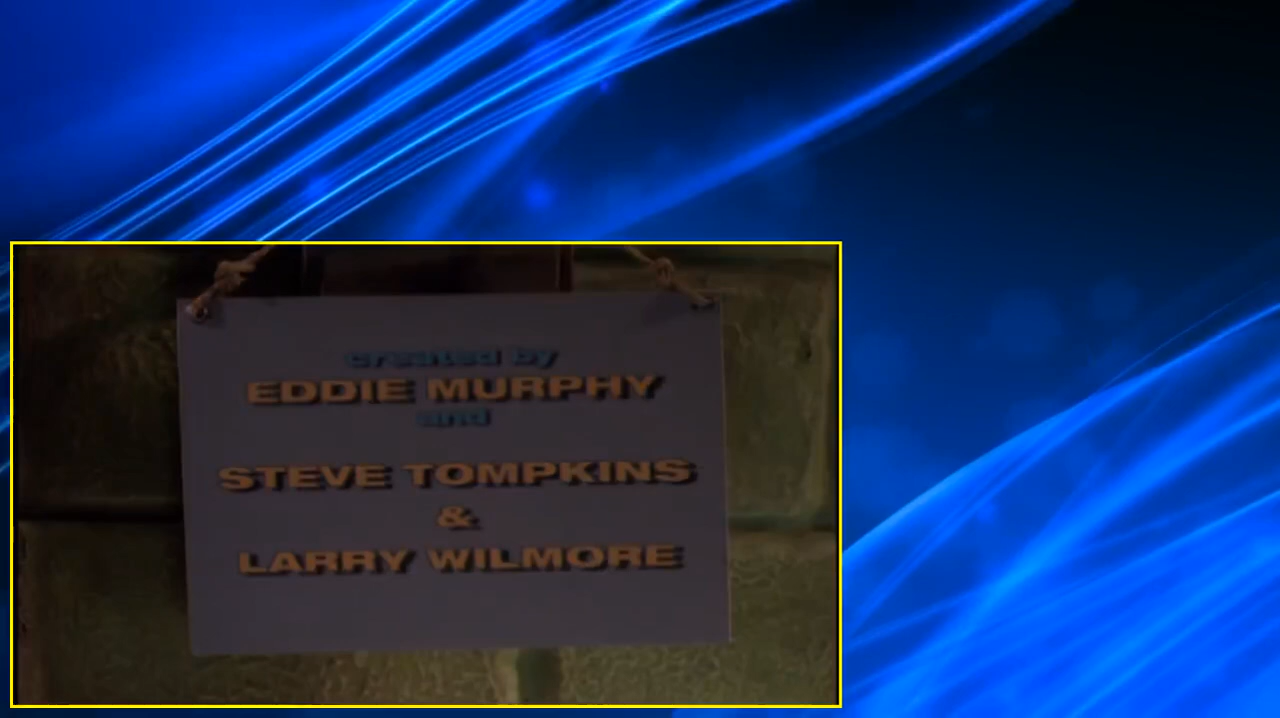 created by
EDDIE MURPHY
and
STEVE TOMPKINS
&
LARRY WILMORE